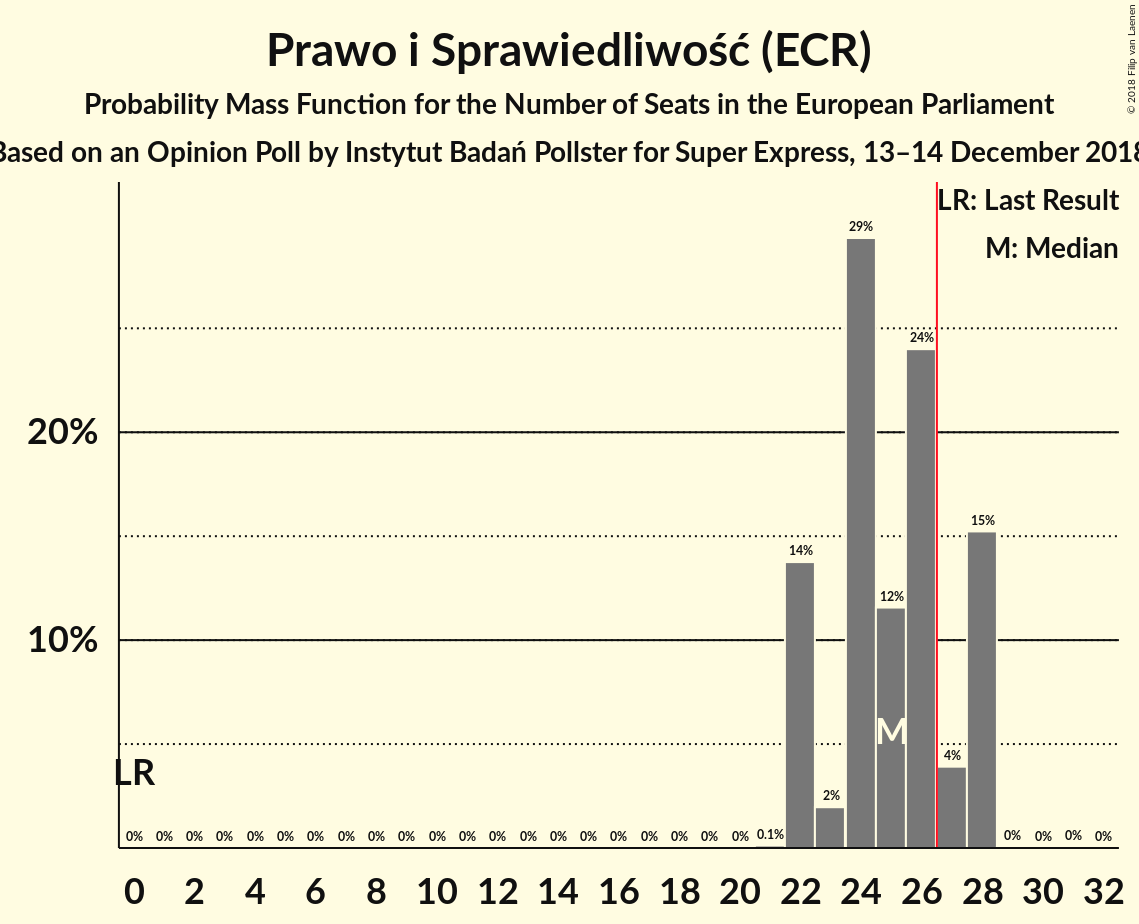 © 2018 Filip van Laenen
Prawo i Sprawiedliwość (ECR)
Probability Mass Function for the Number of Seats in the European Parliament
Based on an Opinion Poll by Instytut Badań Pollster for Super Express, 13–14 December 2018
LR: Last Result
M: Median
29%
24%
20%
15%
14%
12%
10%
M
4%
LR
2%
0% 0% 0% 0% 0% 0% 0% 0% 0% 0% 0% 0% 0% 0% 0% 0% 0% 0% 0% 0% 0% 0.1% 0% 0% 0% 0%
0 2 4 6 8 10 12 14 16 18 20 22 24 26 28 30 32